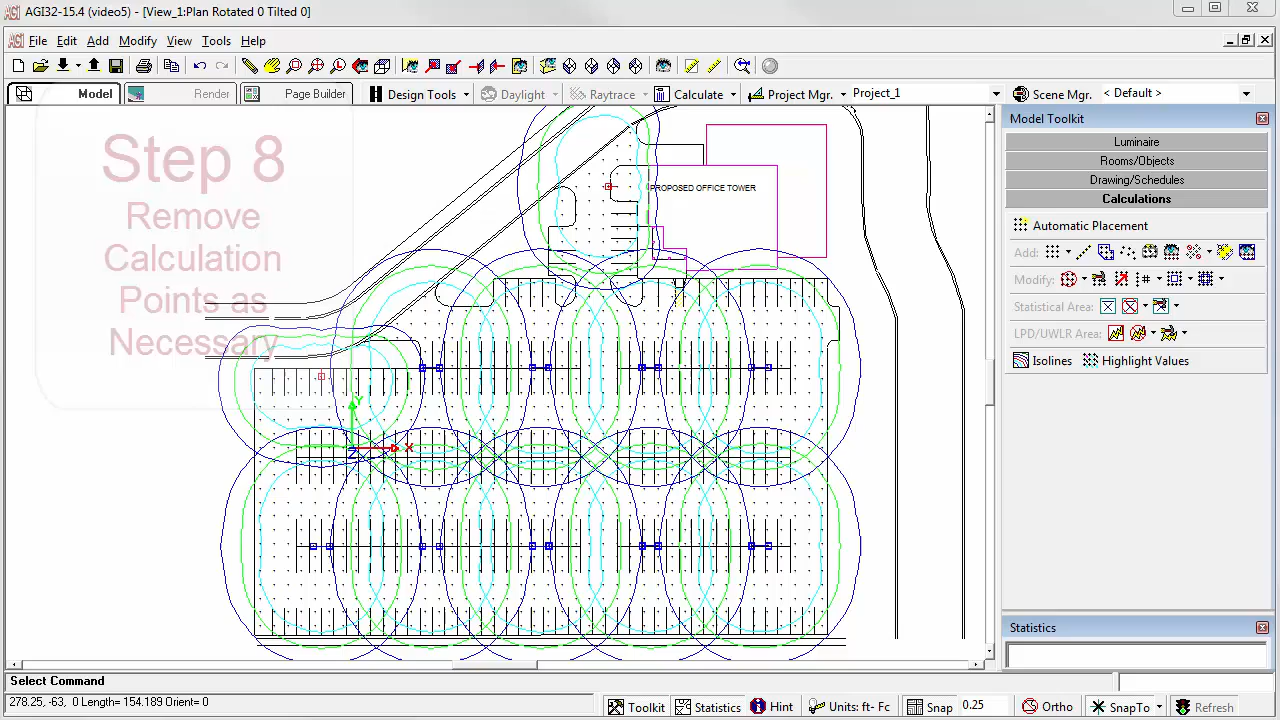 AGI32-15.4 (video5) - [View_1:Plan Rotated 0 Tilted 0]
AGI File Edit Add Modify View Tools Help
Model Render Page Builder Design Tools Daylight Raytrace Calculate Project Mgr. Project_1 Scene Mgr. < Default >
Step 8
Remove
Calculation
Points as
Necessary
PROPOSED OFFICE TOWER
Y
X
Z
Model Toolkit
Luminaire
Rooms/Objects
Drawing/Schedules
Calculations
Automatic Placement
Add:
Modify:
Statistical Area:
LPD/UWLR Area:
Isolines Highlight Values
Statistics
Select Command
278.25, -63, 0 Length= 154.189 Orient= 0
Toolkit Statistics Hint Units: ft- Fc Snap 0.25 Ortho SnapTo Refresh